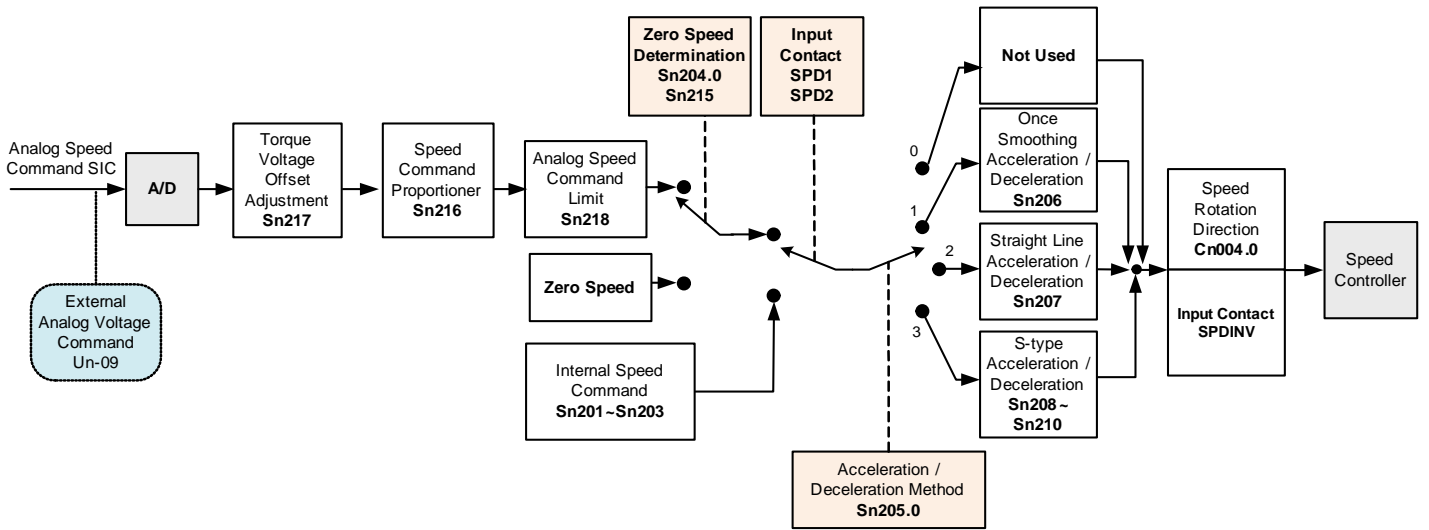 Analog Speed
Command SIC
External
Analog Voltage
Command
Un-09
A/D
Torque
Voltage
Offset
Adjustment
Sn217
Speed
Command
Proportioner
Sn216
Analog Speed
Command
Limit
Sn218
Zero Speed
Internal Speed
Command
Sn201~Sn203
Zero Speed
Determination
Sn204.0
Sn215
Input
Contact
SPD1
SPD2
0
1
2
3
Acceleration /
Deceleration Method
Sn205.0
Not Used
Once
Smoothing
Acceleration /
Deceleration
Sn206
Straight Line
Acceleration /
Deceleration
Sn207
S-type
Acceleration /
Deceleration
Sn208~
Sn210
Speed
Rotation
Direction
Cn004.0
Input Contact
SPDINV
Speed
Controller